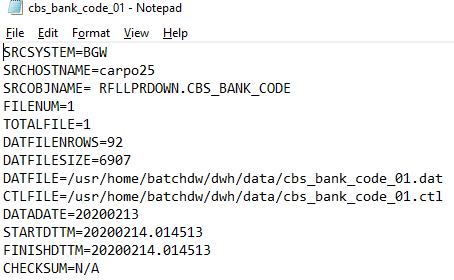 cbs_bank_code_01 - Notepad
File Edit Format View Help
SRCSYSTEM=BGW
SRCHOSTNAME=carpo25
SRCOBJNAME= RFLLPRDOWN.CBS_BANK_CODE
FILENUM=1
TOTALFILE=1
DATFILENROWS=92
DATFILESIZE=6907
DATFILE=/usr/home/batchdw/dwh/data/cbs_bank_code_01.dat
CTLFILE=/usr/home/batchdw/dwh/data/cbs_bank_code_01.ctl
DATADATE=20200213
STARTDTTM=20200214.014513
FINISHDTTM=20200214.014513
CHECKSUM=N/A